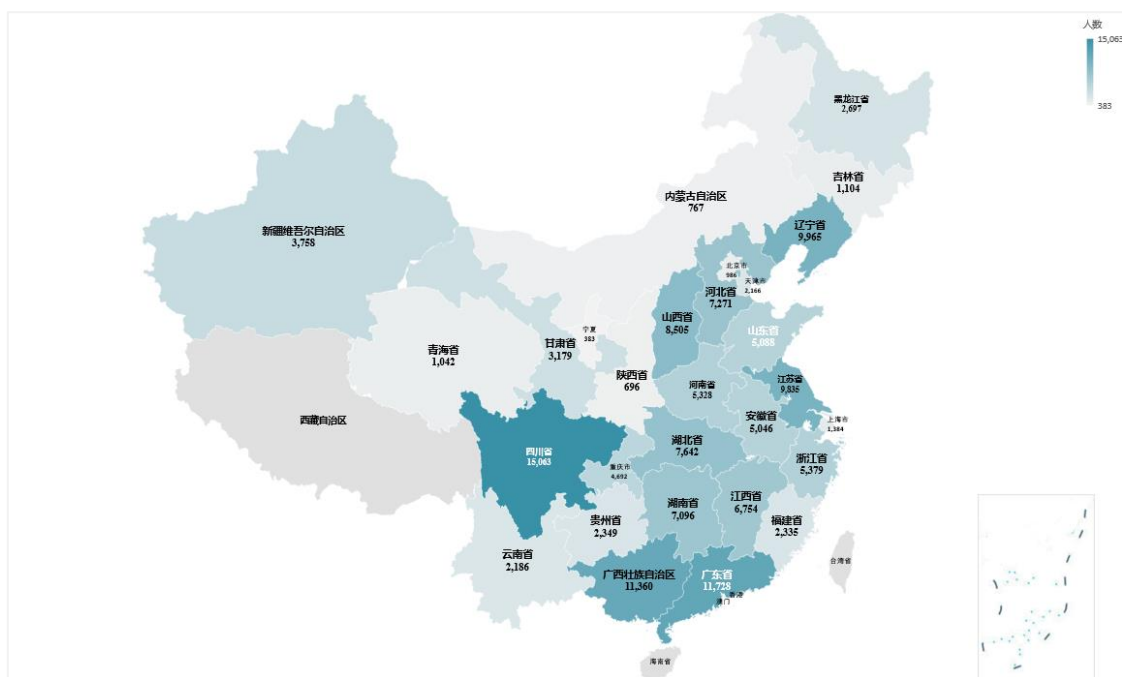 人数
15,063
383
黑龙江省
2,697
吉林省
1,104
内蒙古自治区
767
辽宁省
9,965
新疆维吾尔自治区
3,758
北京市
986
天津市
2,166
河北省
7,271
山西省
8,505
山东省
5,088
宁夏
383
甘肃省
3,179
青海省
1,042
陕西省
696
河南省
5,328
江苏省
9,835
安徽省
5,046
上海市
1,384
西藏自治区
四川省
15,063
重庆市
4,692
湖北省
7,642
浙江省
5,379
湖南省
7,096
江西省
6,754
贵州省
2,349
福建省
2,335
云南省
2,186
广西壮族自治区
11,360
广东省
11,728
香港
澳门
台湾省
海南省